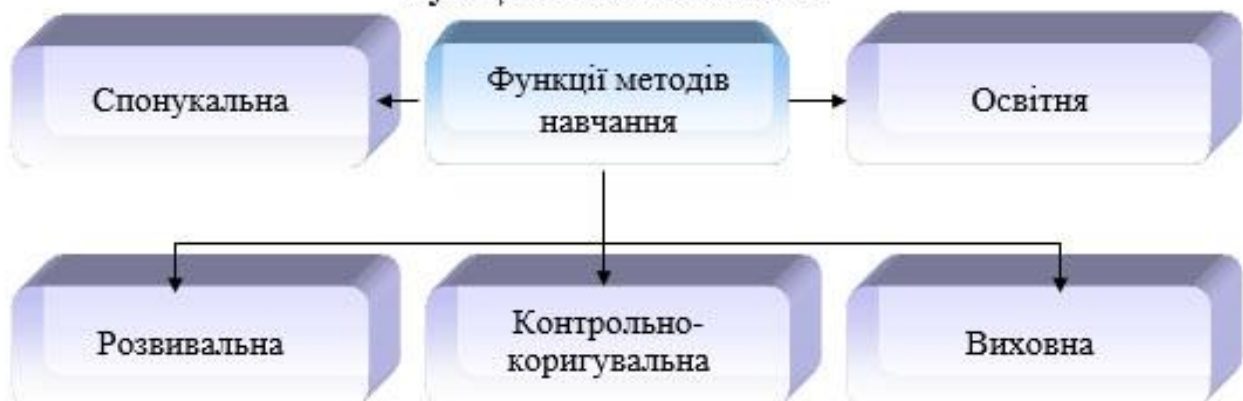 Спонукальна
Функції методів
навчання
Освітня
Розвивальна
Контрольно-
коригувальна
Виховна